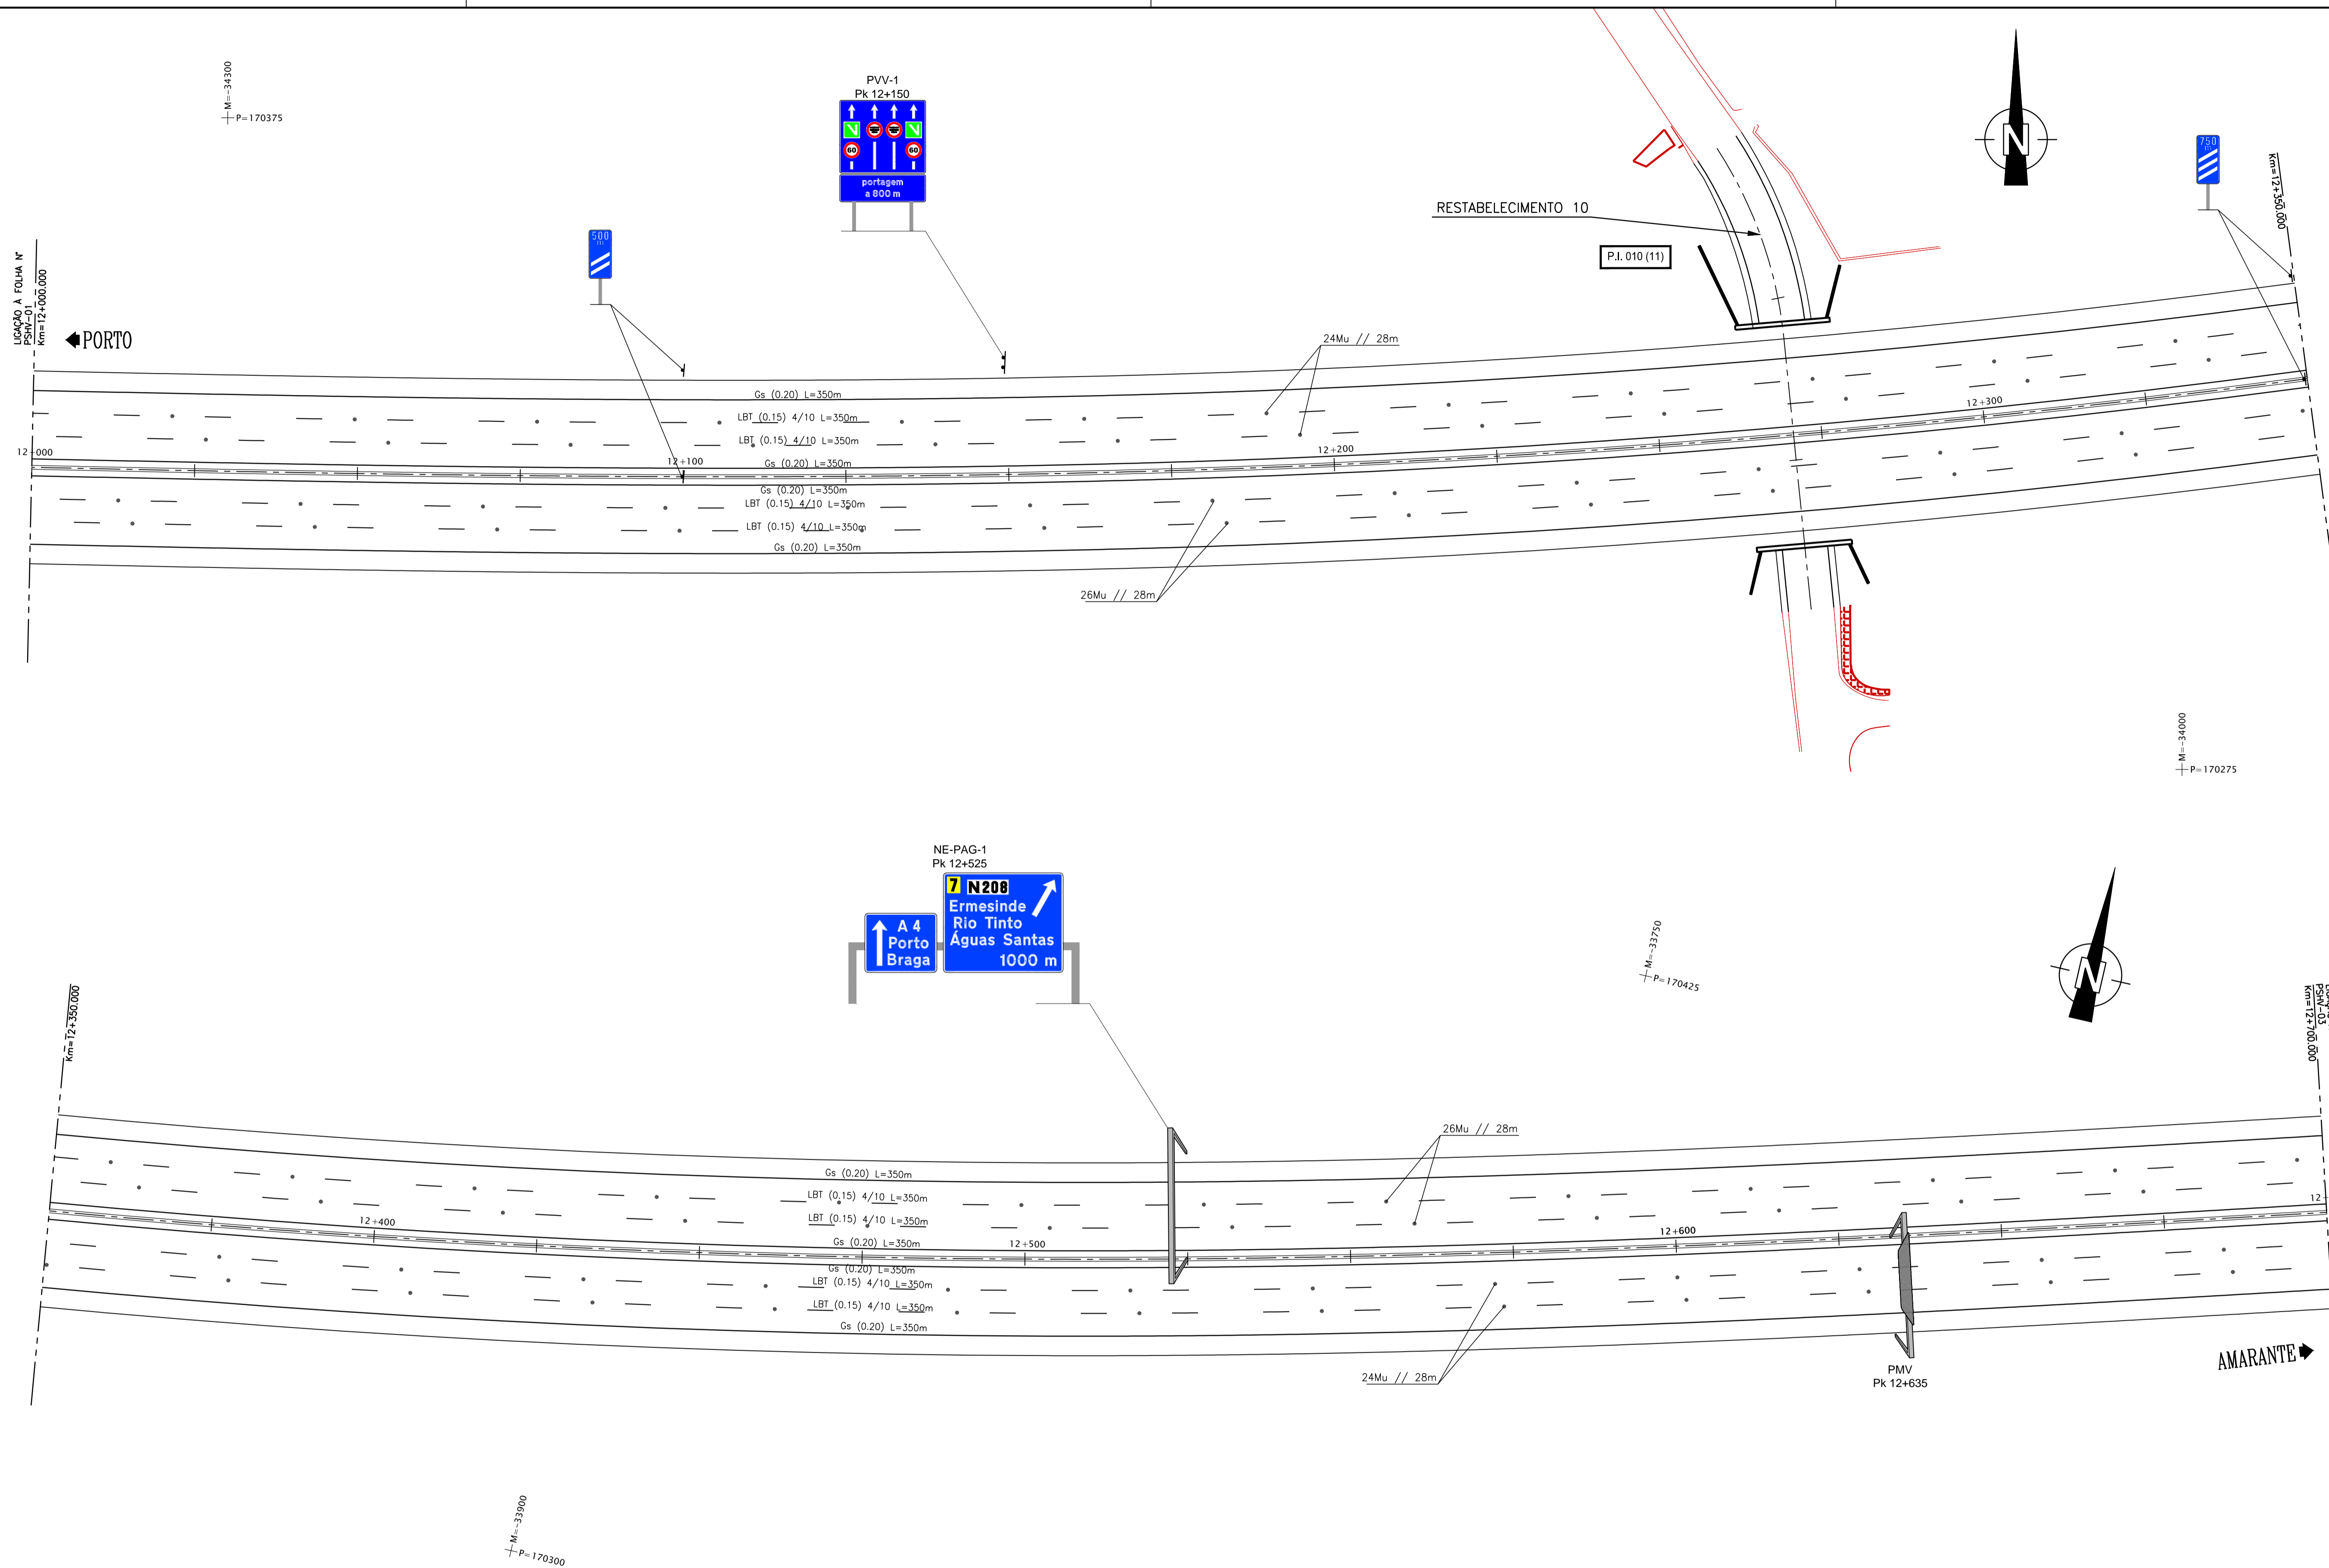 M=-34300
P=170375
PVV-1
Pk 12+150
60
60
portagem
a 800 m
500
m
750
m
Km=12+350.000
RESTABELECIMENTO 10
P.I. 010 (11)
LIGAÇÃO À FOLHA Nº
PSHV-01
Km=12+000.000
PORTO
24Mu // 28m
Gs (0.20) L=350m
LBT (0.15) 4/10 L=350m
LBT (0.15) 4/10 L=350m
Gs (0.20) L=350m
12+000
12+100
12+200
12+300
Gs (0.20) L=350m
LBT (0.15) 4/10 L=350m
LBT (0.15) 4/10 L=350m
Gs (0.20) L=350m
26Mu // 28m
M=-34000
P=170275
NE-PAG-1
Pk 12+525
7 N208
Ermesinde
Rio Tinto
Águas Santas
1000 m
A 4
Porto
Braga
M=-33750
P=170425
N
N
Km=12+350.000
PSHV-03
Km=12+700.000
26Mu // 28m
Gs (0.20) L=350m
LBT (0.15) 4/10 L=350m
LBT (0.15) 4/10 L=350m
Gs (0.20) L=350m
12+400
12+500
12+600
12+
Gs (0.20) L=350m
LBT (0.15) 4/10 L=350m
LBT (0.15) 4/10 L=350m
Gs (0.20) L=350m
24Mu // 28m
PMV
Pk 12+635
AMARANTE
M=-33900
P=170300